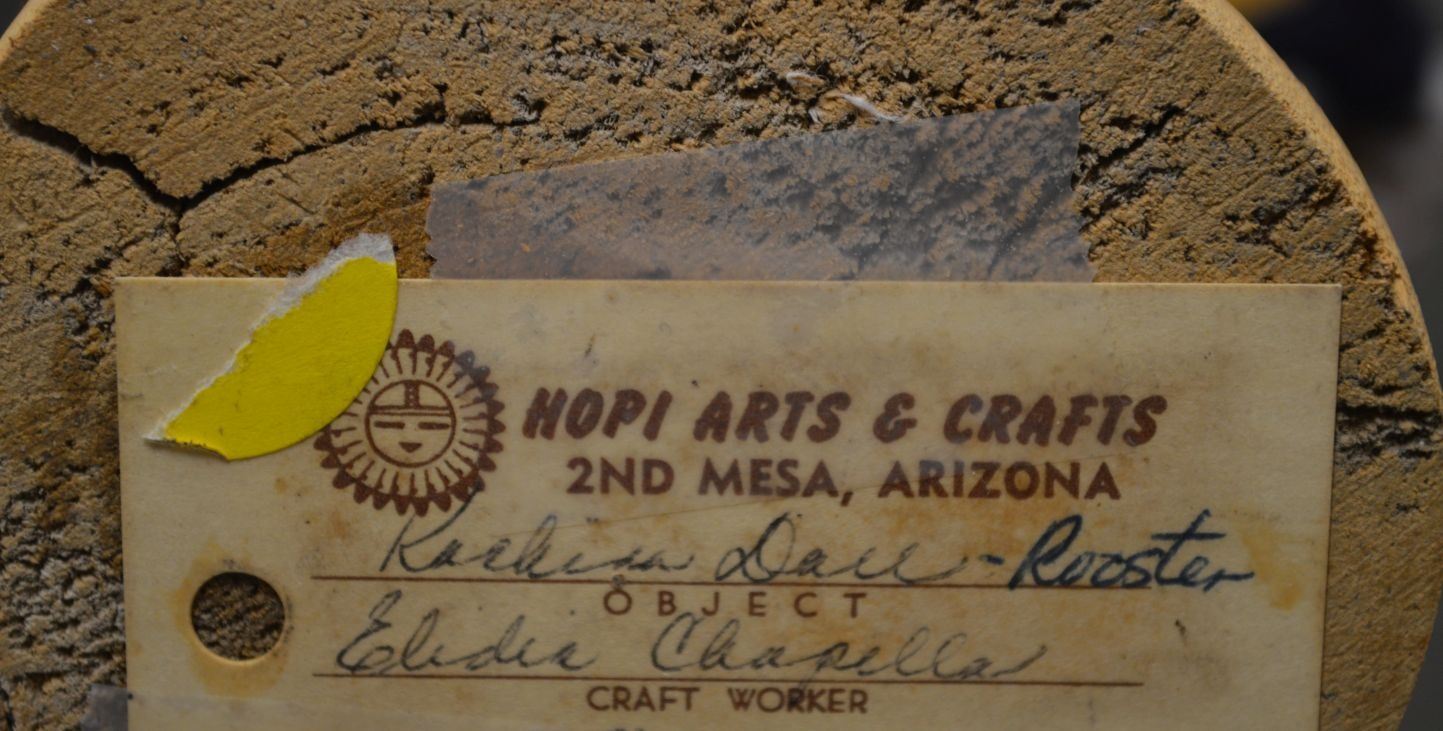 HOPI ARTS & CRAFTS
2ND MESA, ARIZONA
Kachina Doll - Rooster
OBJECT
Elidia Chapella
CRAFT WORKER